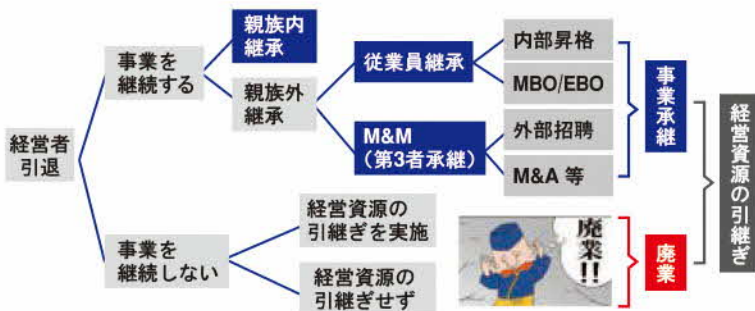 経営者
引退
事業を
継続する
親族内
継承
親族外
継承
従業員継承
M&M
(第3者承継)
内部昇格
MBO/EBO
外部招聘
M&A 等
事業承継
事業を
継続しない
経営資源の
引継ぎを実施
経営資源の
引継ぎせず
廃業!!
廃業
経営資源の引継ぎ